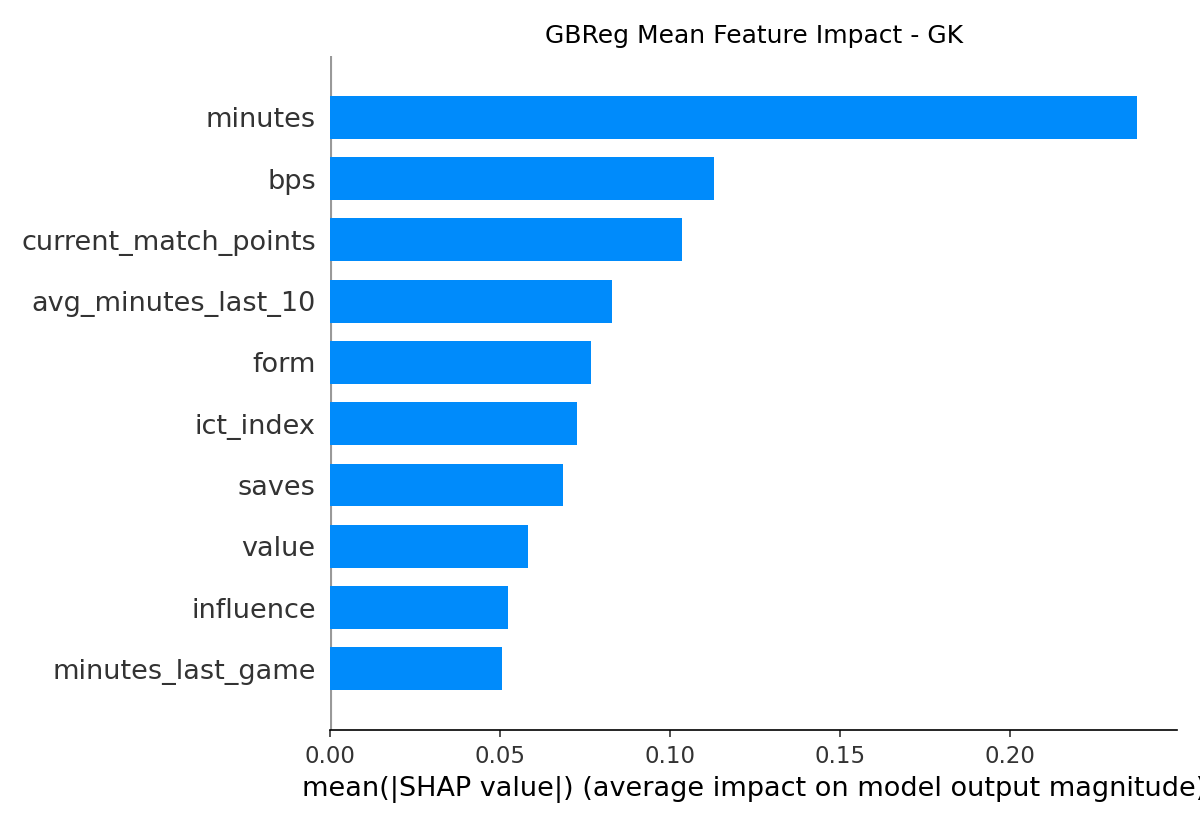 GBReg Mean Feature Impact - GK
minutes
bps
current_match_points
avg_minutes_last_10
form
ict_index
saves
value
influence
minutes_last_game
0.00 0.05 0.10 0.15 0.20
mean(|SHAP value|) (average impact on model output magnitude)